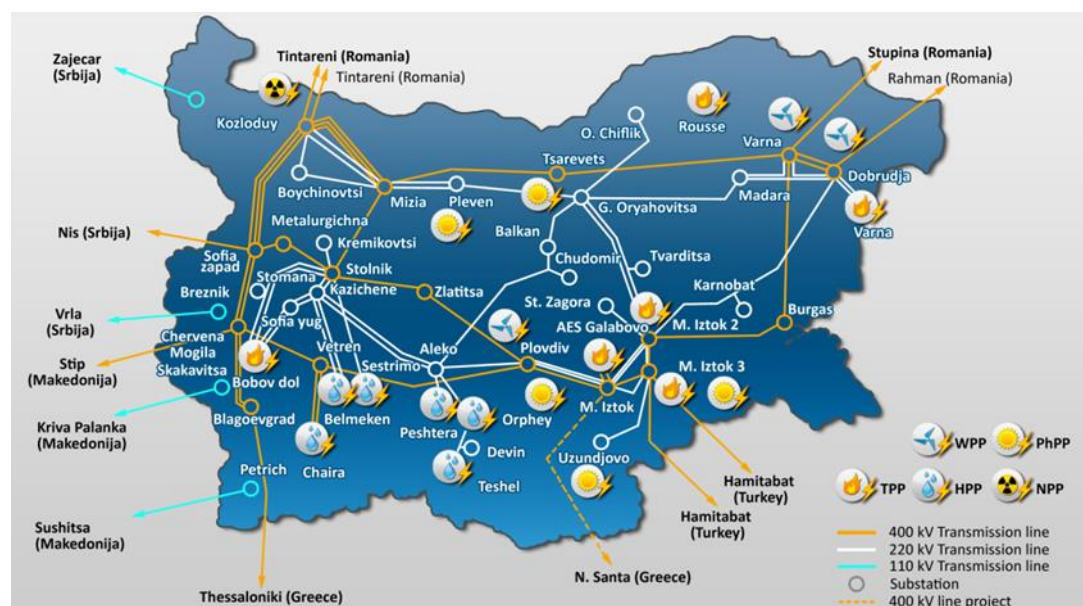 Zajecar
(Srbija)
Tintareni (Romania)
Tintareni (Romania)
Stupina (Romania)
Rahman (Romania)
Kozloduy
O. Chiflik
Rousse
Varna
Tsarevets
Dobrudja
Boychinovtsi
Mizia
Pleven
G. Oryahovitsa
Madara
Varna
Metalurgichna
Nis (Srbija)
Kremikovtsi
Balkan
Sofia
zapad
Stolnik
Chudomir
Tvarditsa
Stomana
Kazichene
Zlatitsa
Karnobat
Breznik
St. Zagora
Burgas
Vrla
(Srbija)
Sofia yug
AES Galabovo
M. Iztok 2
Chervena
Mogila
Vetren
Aleko
Plovdiv
Stip
(Makedonija)
Skakavitsa
Sestrimo
M. Iztok 3
Bobov dol
Belmeken
Peshtera
Orphey
M. Iztok
Kriva Palanka
(Makedonija)
Blagoevgrad
Chaira
Devin
Uzundjovo
Petrich
Teshel
Hamitabat
(Turkey)
Hamitabat
(Turkey)
Sushitsa
(Makedonija)
N. Santa (Greece)
Thessaloniki (Greece)
WPP
PhPP
TPP
HPP
NPP
400 kV Transmission line
220 kV Transmission line
110 kV Transmission line
Substation
400 kV line project